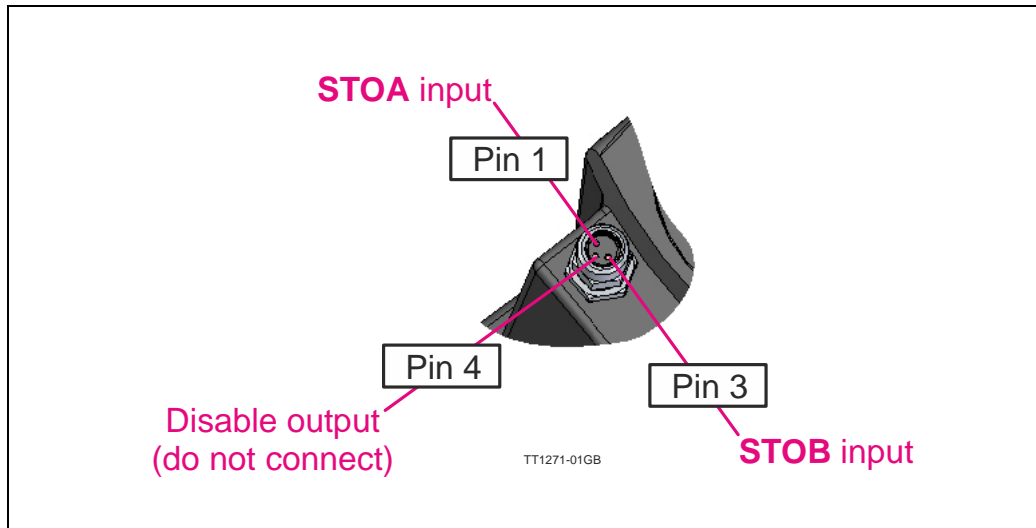 STOA input
Pin 1
Pin 4
Pin 3
Disable output
(do not connect)
STOB input
TT1271-01GB